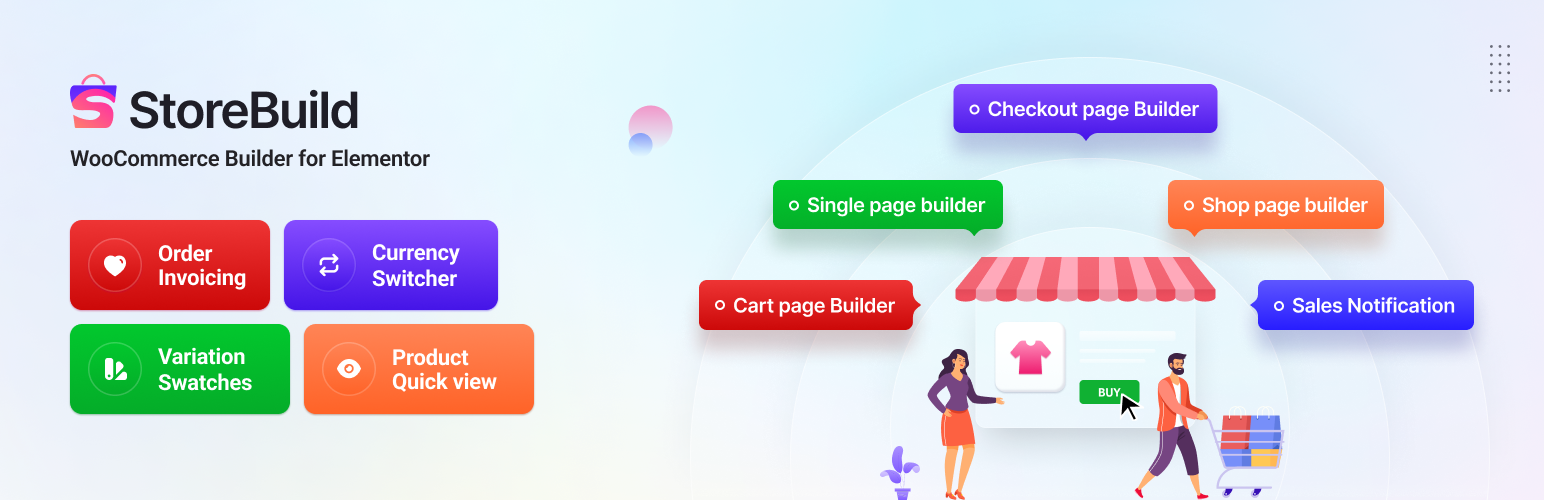 StoreBuild
WooCommerce Builder for Elementor
Order
Invoicing
Currency
Switcher
Variation
Swatches
Product
Quick view
Checkout page Builder
Single page builder
Shop page builder
Cart page Builder
Sales Notification
BUY